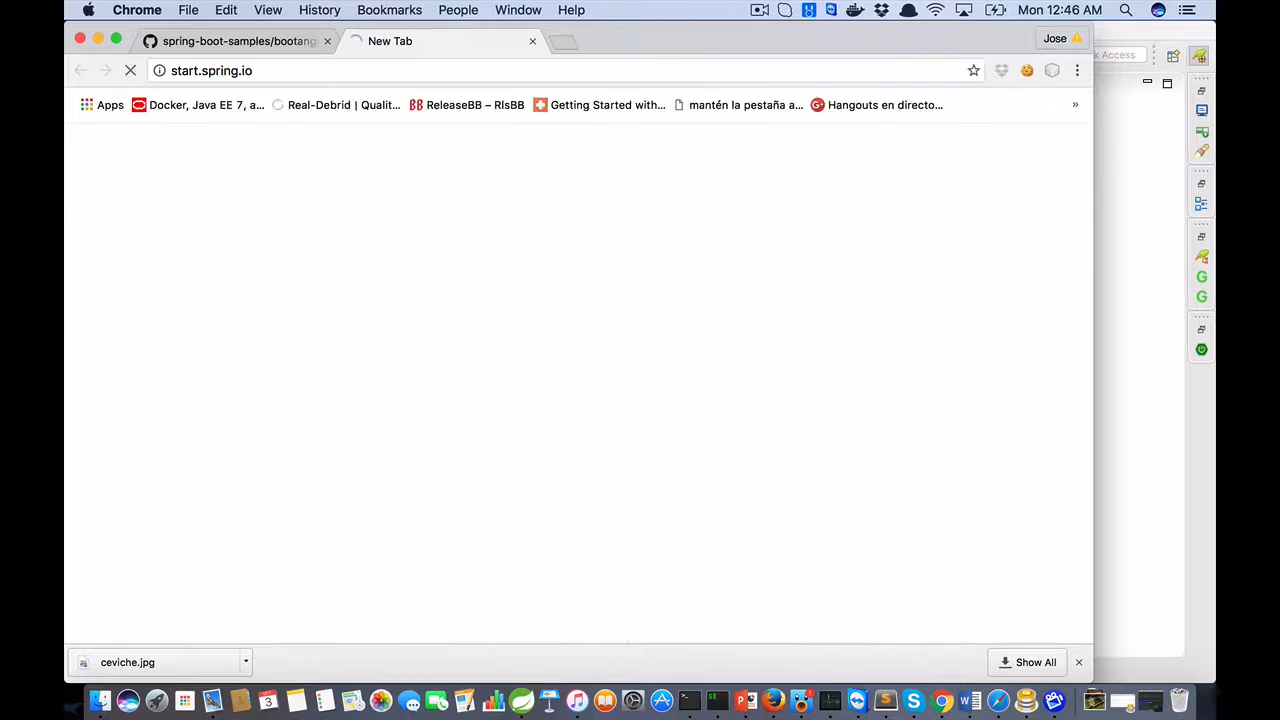 Chrome File Edit View History Bookmarks People Window Help Mon 12:46 AM
spring-boot-samples/bootang New Tab Jose
start.spring.io k Access
Apps Docker, Java EE 7, a... Real-Debrid | Qualit... ReleaseBB – RlsBB Getting Started with... mantén la pestaña a... Hangouts en directo... »
ceviche.jpg Show All